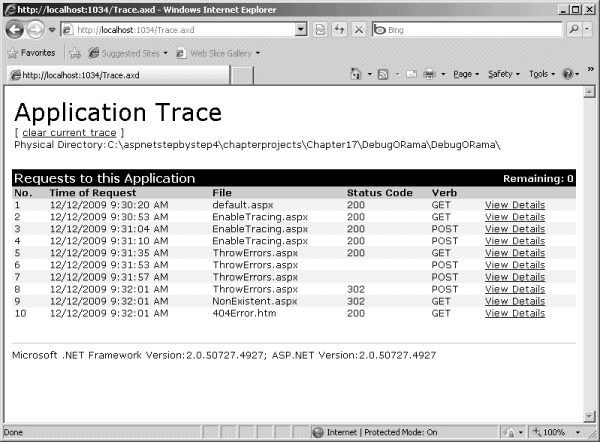 http://localhost:1034/Trace.axd - Windows Internet Explorer
http://localhost:1034/Trace.axd Bing
Favorites Suggested Sites Web Slice Gallery
http://localhost:1034/Trace.axd Page Safety Tools
Application Trace
[ clear current trace ]
Physical Directory:C:\aspnetstepbystep4\chapterprojects\Chapter17\DebugORama\DebugORama\
Requests to this Application Remaining: 0
No. Time of Request File Status Code Verb
1 12/12/2009 9:30:20 AM default.aspx 200 GET View Details
2 12/12/2009 9:30:53 AM EnableTracing.aspx 200 GET View Details
3 12/12/2009 9:31:04 AM EnableTracing.aspx 200 POST View Details
4 12/12/2009 9:31:10 AM EnableTracing.aspx 200 POST View Details
5 12/12/2009 9:31:35 AM ThrowErrors.aspx 200 GET View Details
6 12/12/2009 9:31:53 AM ThrowErrors.aspx POST View Details
7 12/12/2009 9:31:57 AM ThrowErrors.aspx POST View Details
8 12/12/2009 9:32:01 AM ThrowErrors.aspx 302 POST View Details
9 12/12/2009 9:32:01 AM NonExistent.aspx 302 GET View Details
10 12/12/2009 9:32:01 AM 404Error.htm 200 GET View Details
Microsoft .NET Framework Version:2.0.50727.4927; ASP.NET Version:2.0.50727.4927
Done Internet | Protected Mode: On 100%